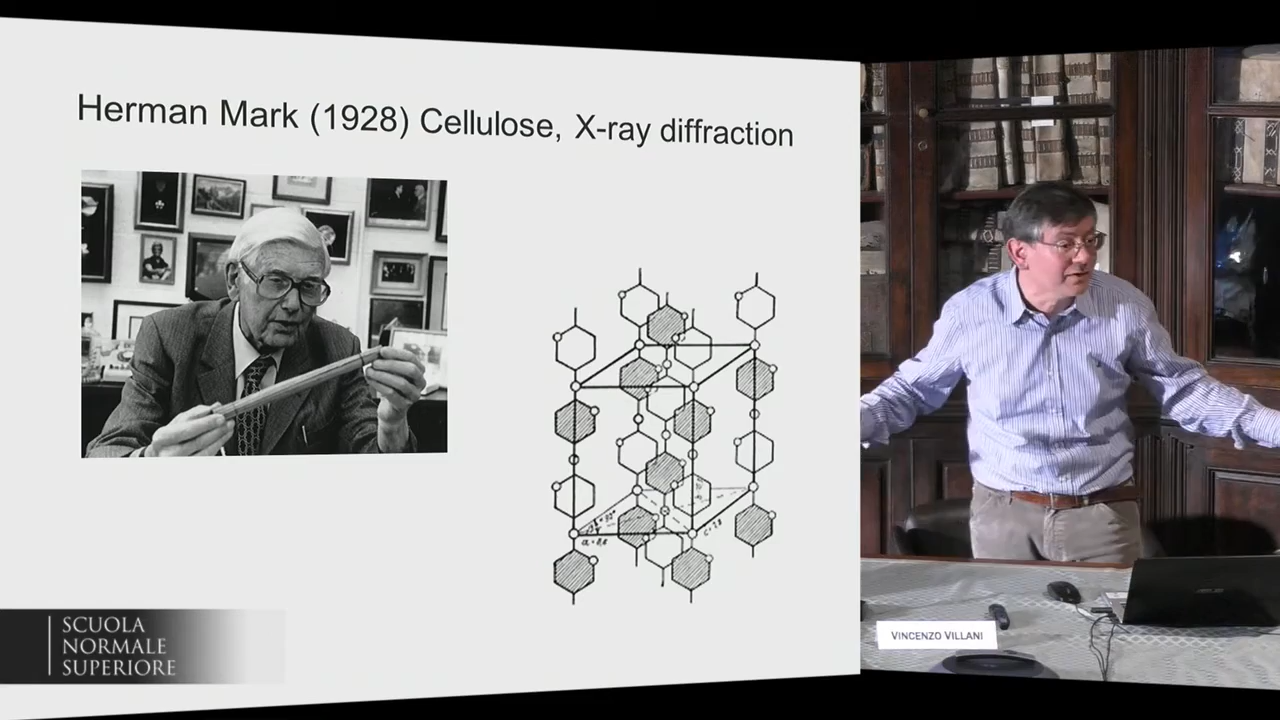 Herman Mark (1928) Cellulose, X-ray diffraction
SCUOLA
NORMALE
SUPERIORE
VINCENZO VILLANI